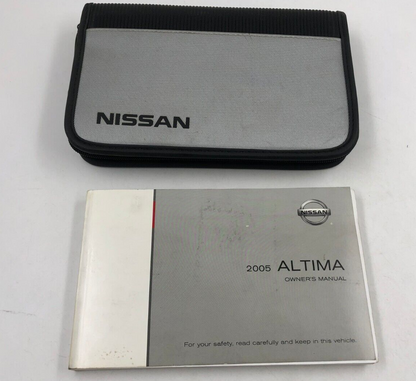 NISSAN
NISSAN
2005 ALTIMA
OWNER'S MANUAL
For your safety, read carefully and keep in this vehicle.